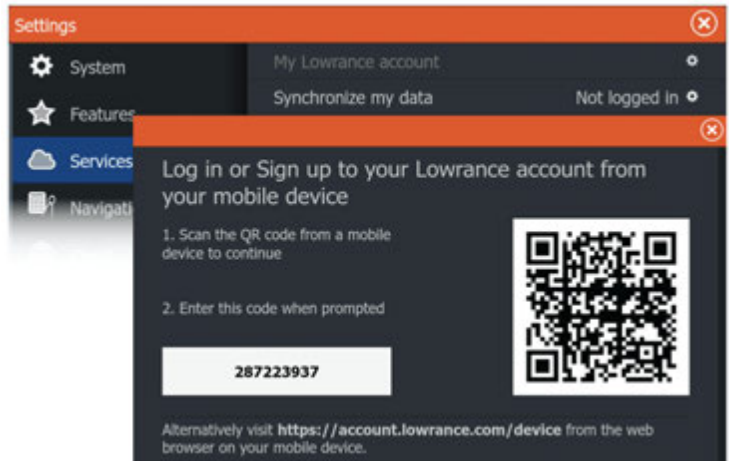 Settings
System
My Lowrance account
Synchronize my data Not logged in
Features
Services
Log in or Sign up to your Lowrance account from
your mobile device
1. Scan the QR code from a mobile
device to continue
2. Enter this code when prompted
287223937
Alternatively visit https://account.lowrance.com/device from the web
browser on your mobile device.